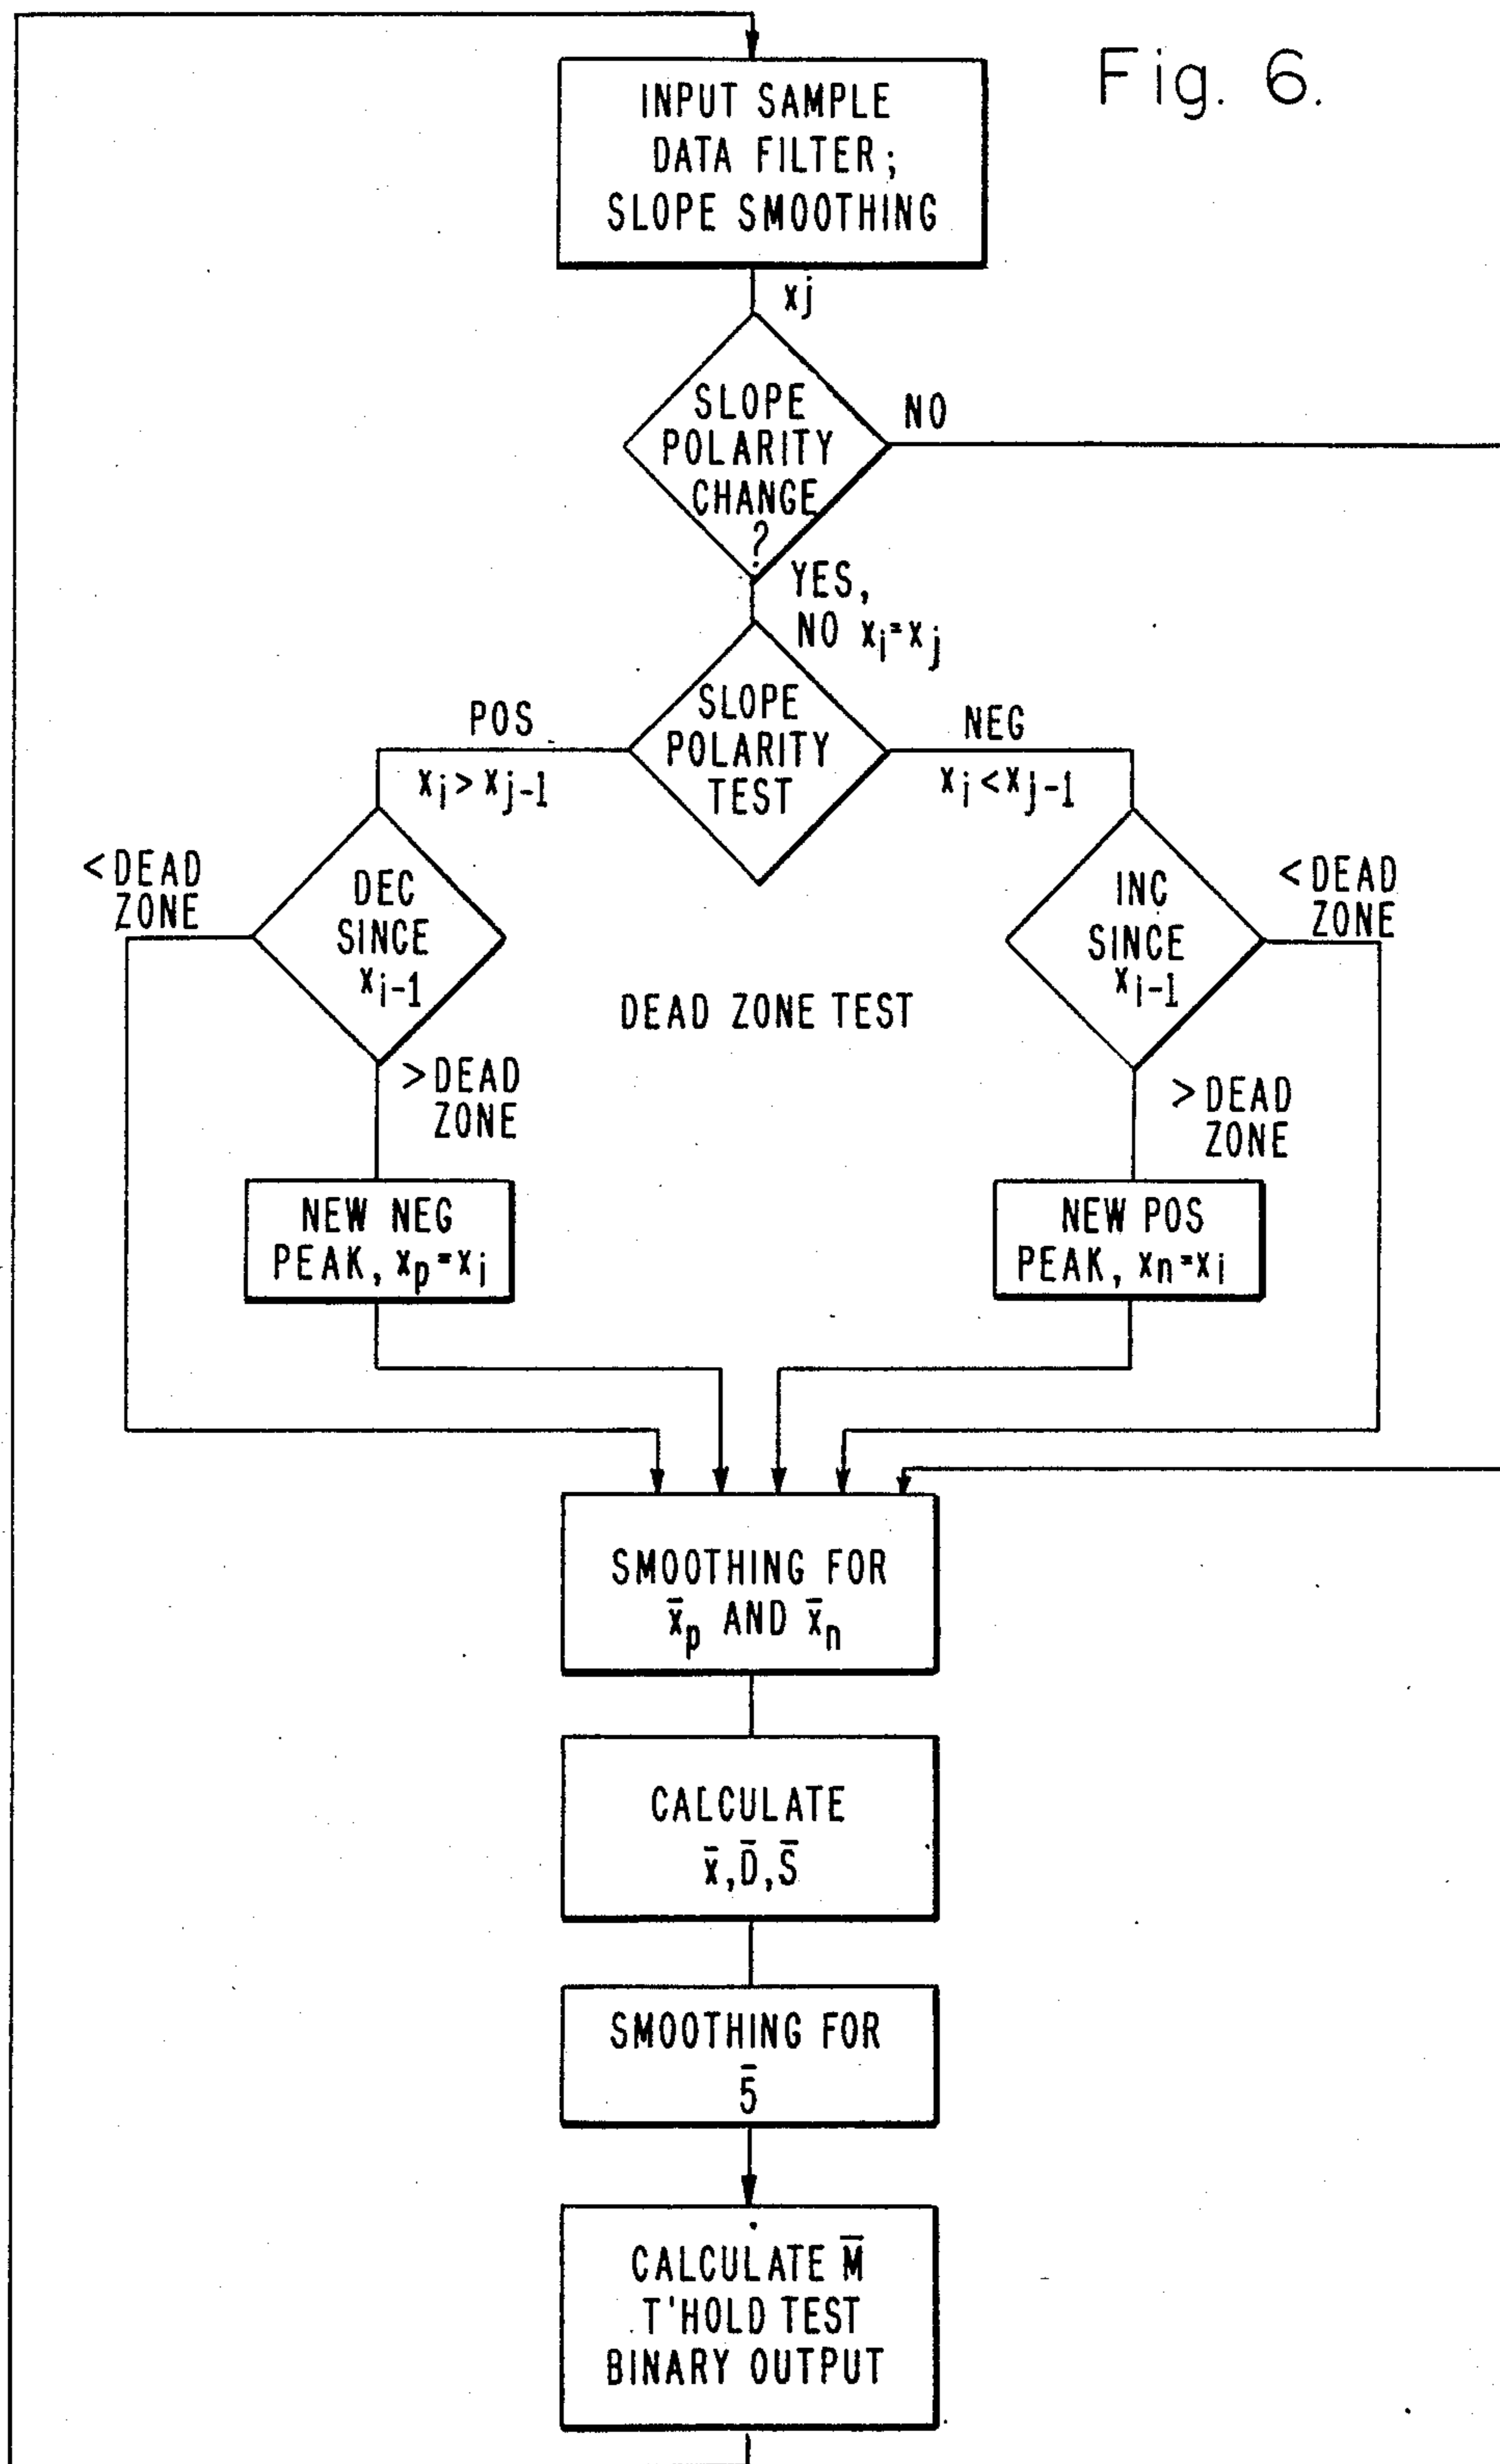 Fig. 6.
INPUT SAMPLE
DATA FILTER;
SLOPE SMOOTHING
xj
SLOPE
POLARITY
CHANGE
?
NO
YES,
NO xi=xj
SLOPE
POLARITY
TEST
POS
xi>xj-1
NEG
xi<xj-1
<DEAD
ZONE
DEC
SINCE
xi-1
>DEAD
ZONE
DEAD ZONE TEST
INC
SINCE
xi-1
<DEAD
ZONE
>DEAD
ZONE
NEW NEG
PEAK, xp=xi
NEW POS
PEAK, xn=xi
SMOOTHING FOR
x̄p AND x̄n
CALCULATE
x̄,D̄,S̄
SMOOTHING FOR
5̄
CALCULATE M̄
T'HOLD TEST
BINARY OUTPUT